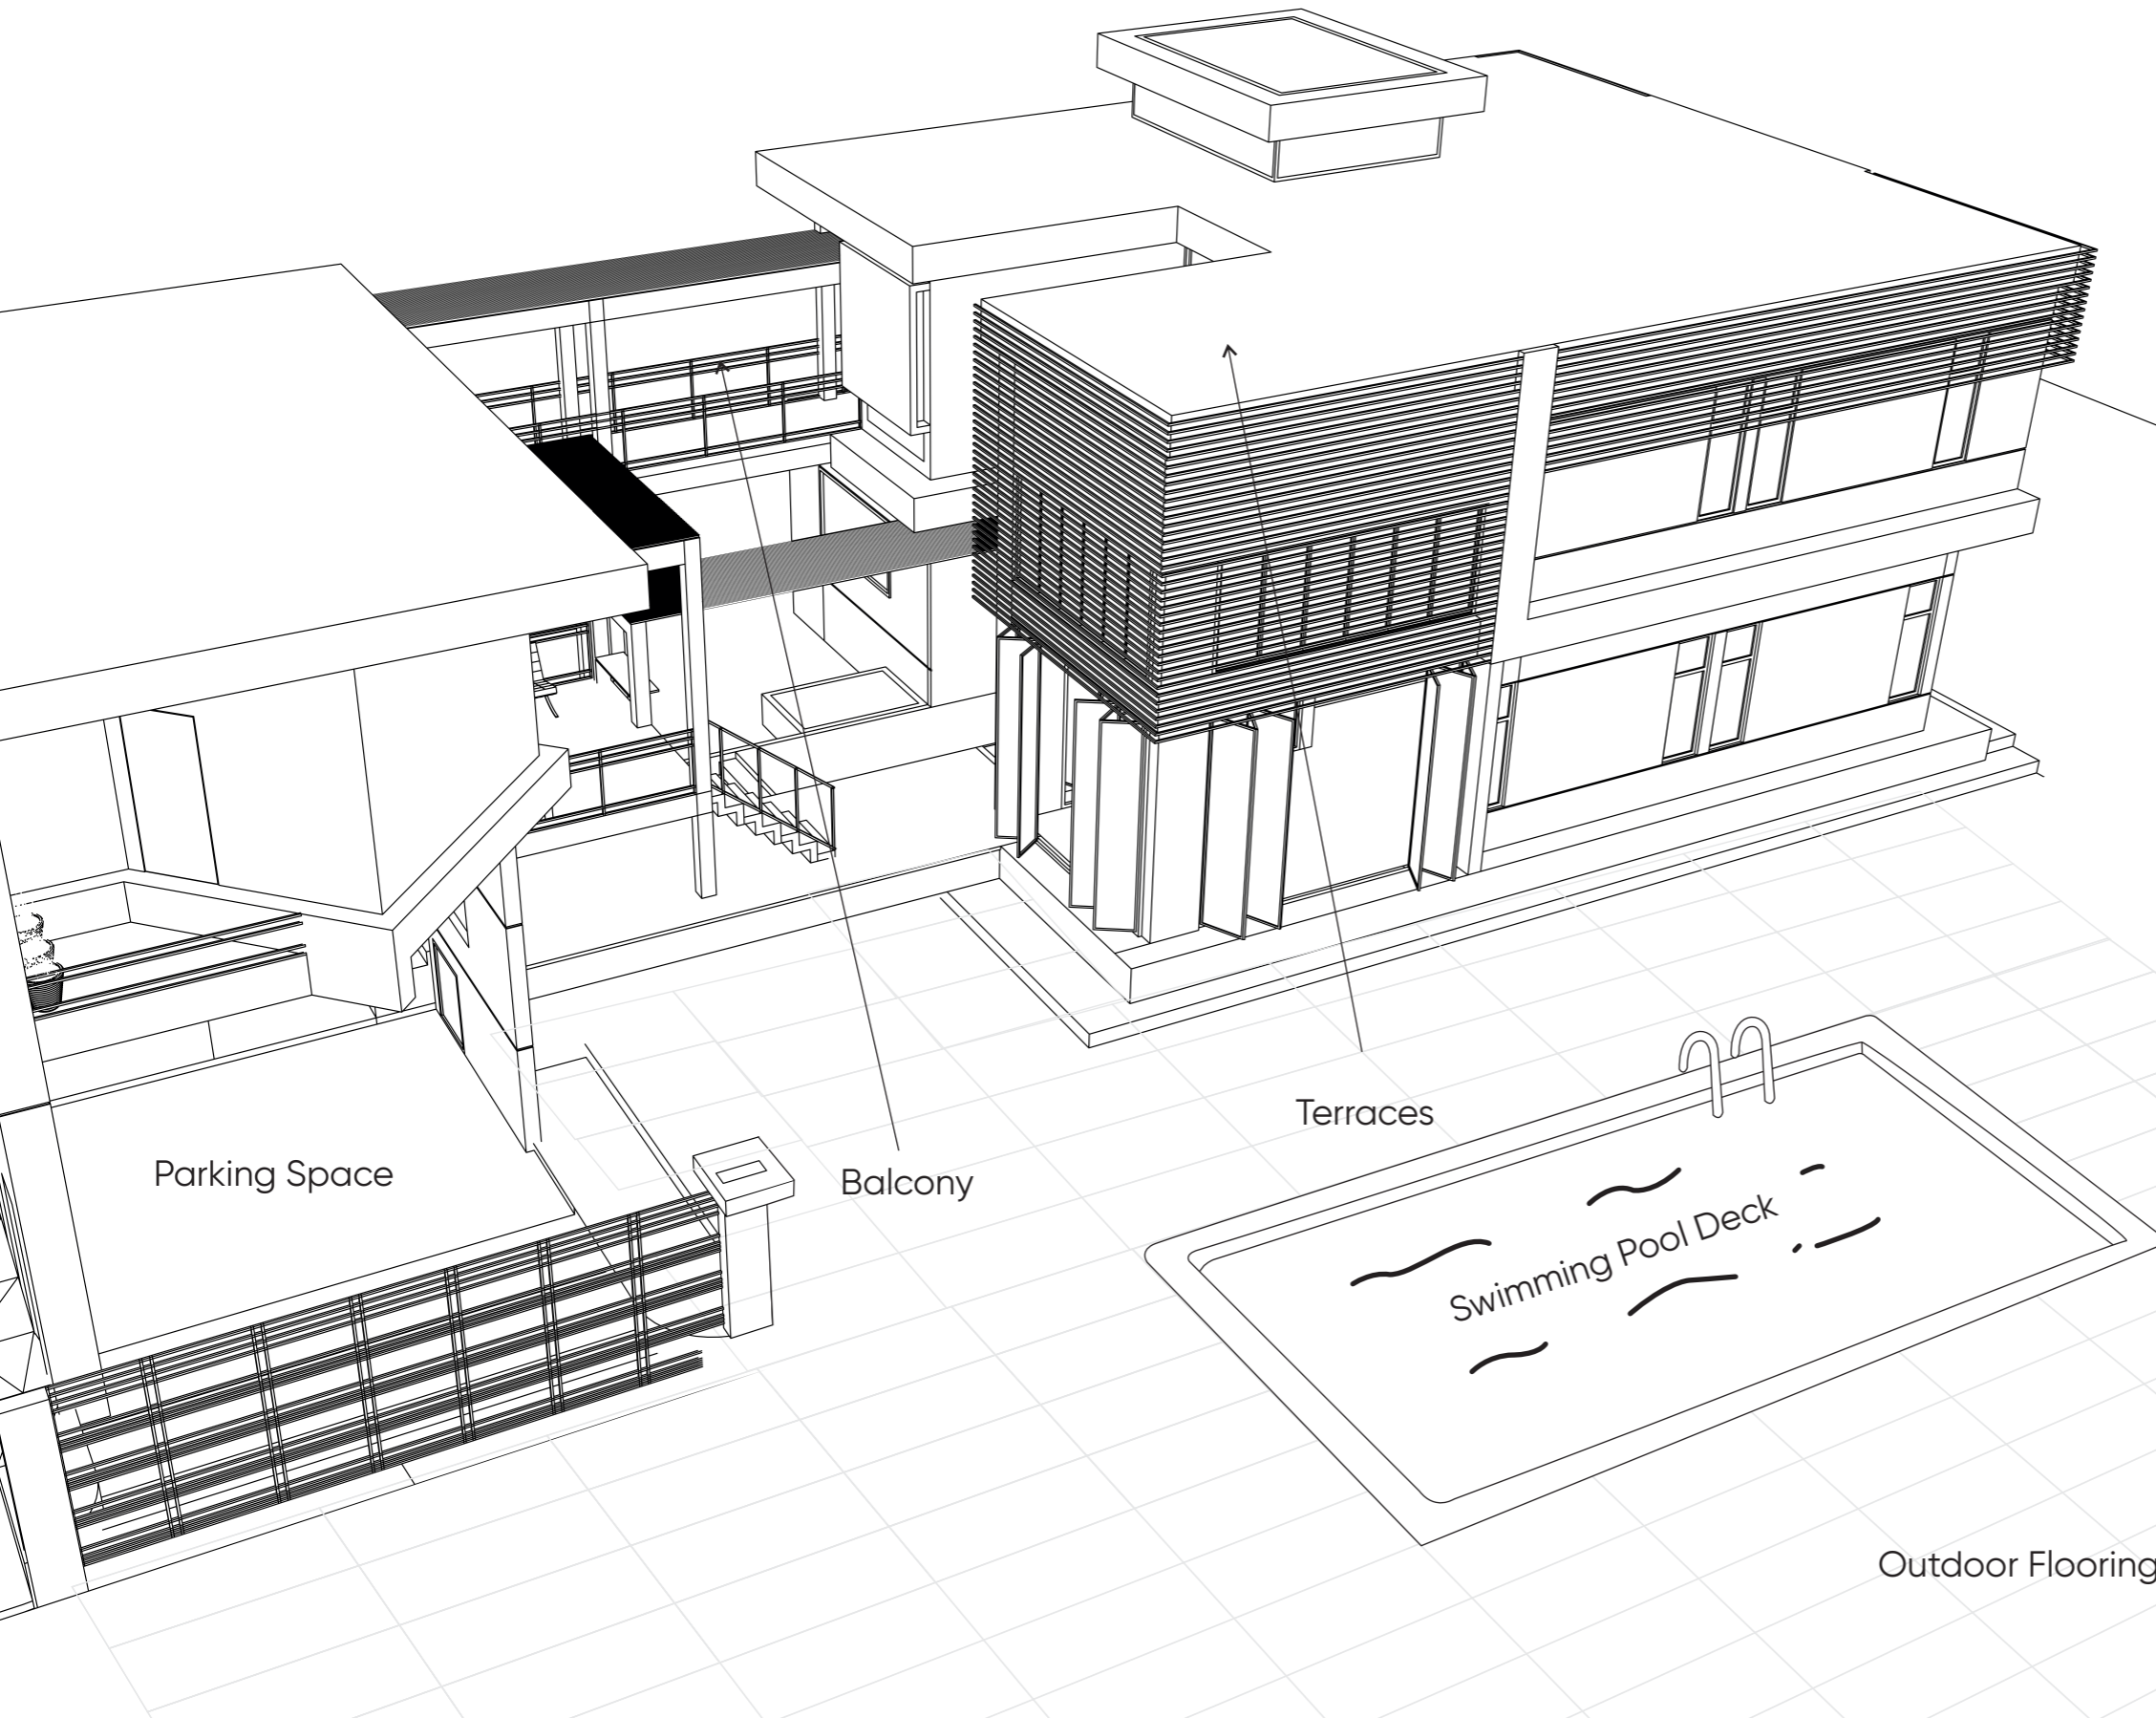 Terraces
Parking Space
Balcony
Swimming Pool Deck
Outdoor Flooring